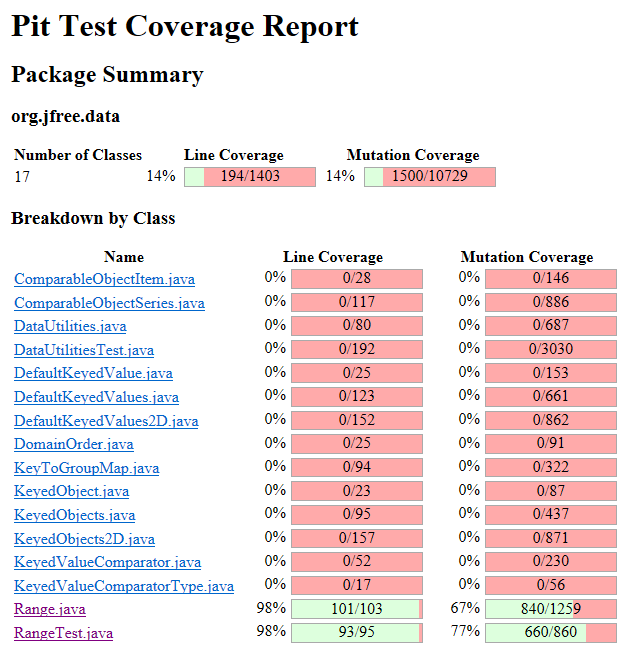 Pit Test Coverage Report
Package Summary
org.jfree.data
Number of Classes Line Coverage Mutation Coverage
17 14% 194/1403 14% 1500/10729
Breakdown by Class
Name Line Coverage Mutation Coverage
ComparableObjectItem.java 0% 0/28 0% 0/146
ComparableObjectSeries.java 0% 0/117 0% 0/886
DataUtilities.java 0% 0/80 0% 0/687
DataUtilitiesTest.java 0% 0/192 0% 0/3030
DefaultKeyedValue.java 0% 0/25 0% 0/153
DefaultKeyedValues.java 0% 0/123 0% 0/661
DefaultKeyedValues2D.java 0% 0/152 0% 0/862
DomainOrder.java 0% 0/25 0% 0/91
KeyToGroupMap.java 0% 0/94 0% 0/322
KeyedObject.java 0% 0/23 0% 0/87
KeyedObjects.java 0% 0/95 0% 0/437
KeyedObjects2D.java 0% 0/157 0% 0/871
KeyedValueComparator.java 0% 0/52 0% 0/230
KeyedValueComparatorType.java 0% 0/17 0% 0/56
Range.java 98% 101/103 67% 840/1259
RangeTest.java 98% 93/95 77% 660/860